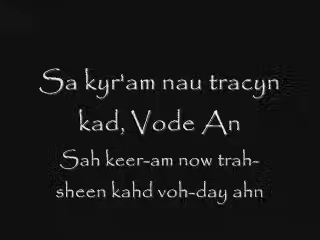 Sa kyr'am nau tracyn
kad, Vode An
Sah keer-am now trah-
sheen kahd voh-day ahn